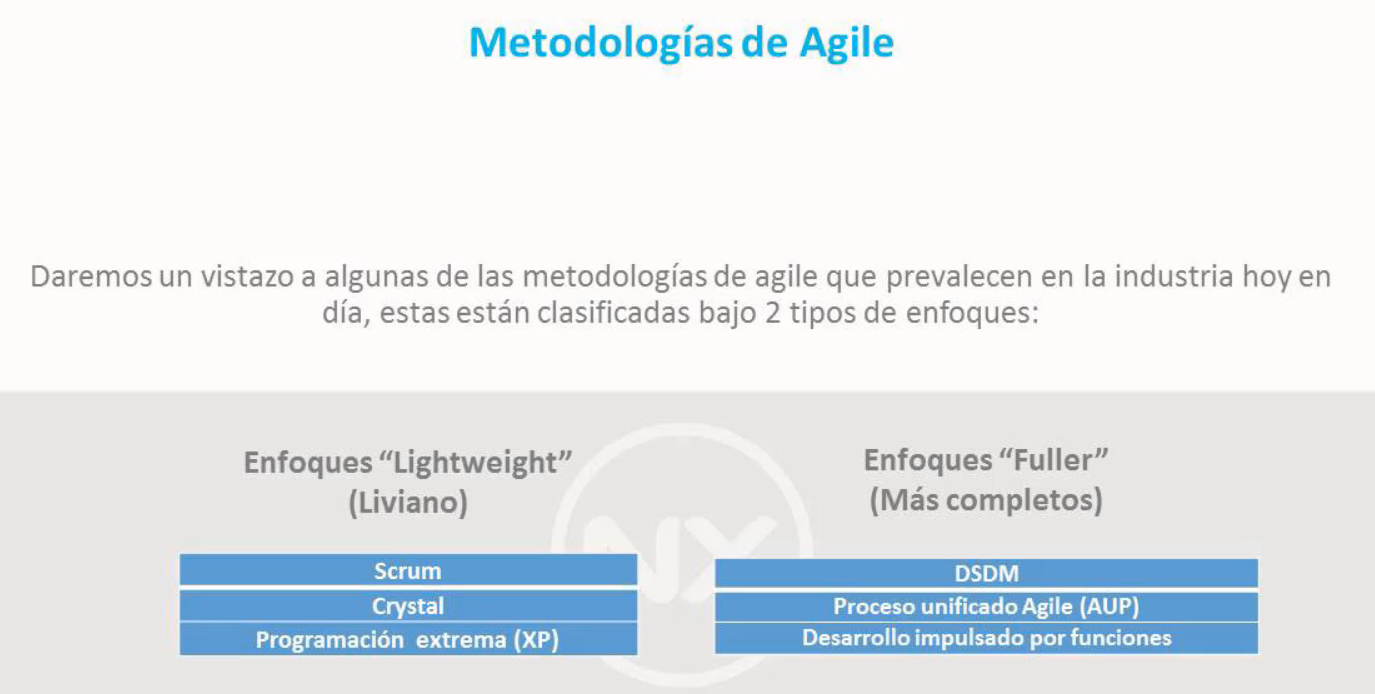 Metodologías de Agile
Daremos un vistazo a algunas de las metodologías de agile que prevalecen en la industria hoy en
día, estas están clasificadas bajo 2 tipos de enfoques:
Enfoques “Lightweight”
(Liviano)
Scrum
Crystal
Programación extrema (XP)
Enfoques “Fuller”
(Más completos)
DSDM
Proceso unificado Agile (AUP)
Desarrollo impulsado por funciones
NX